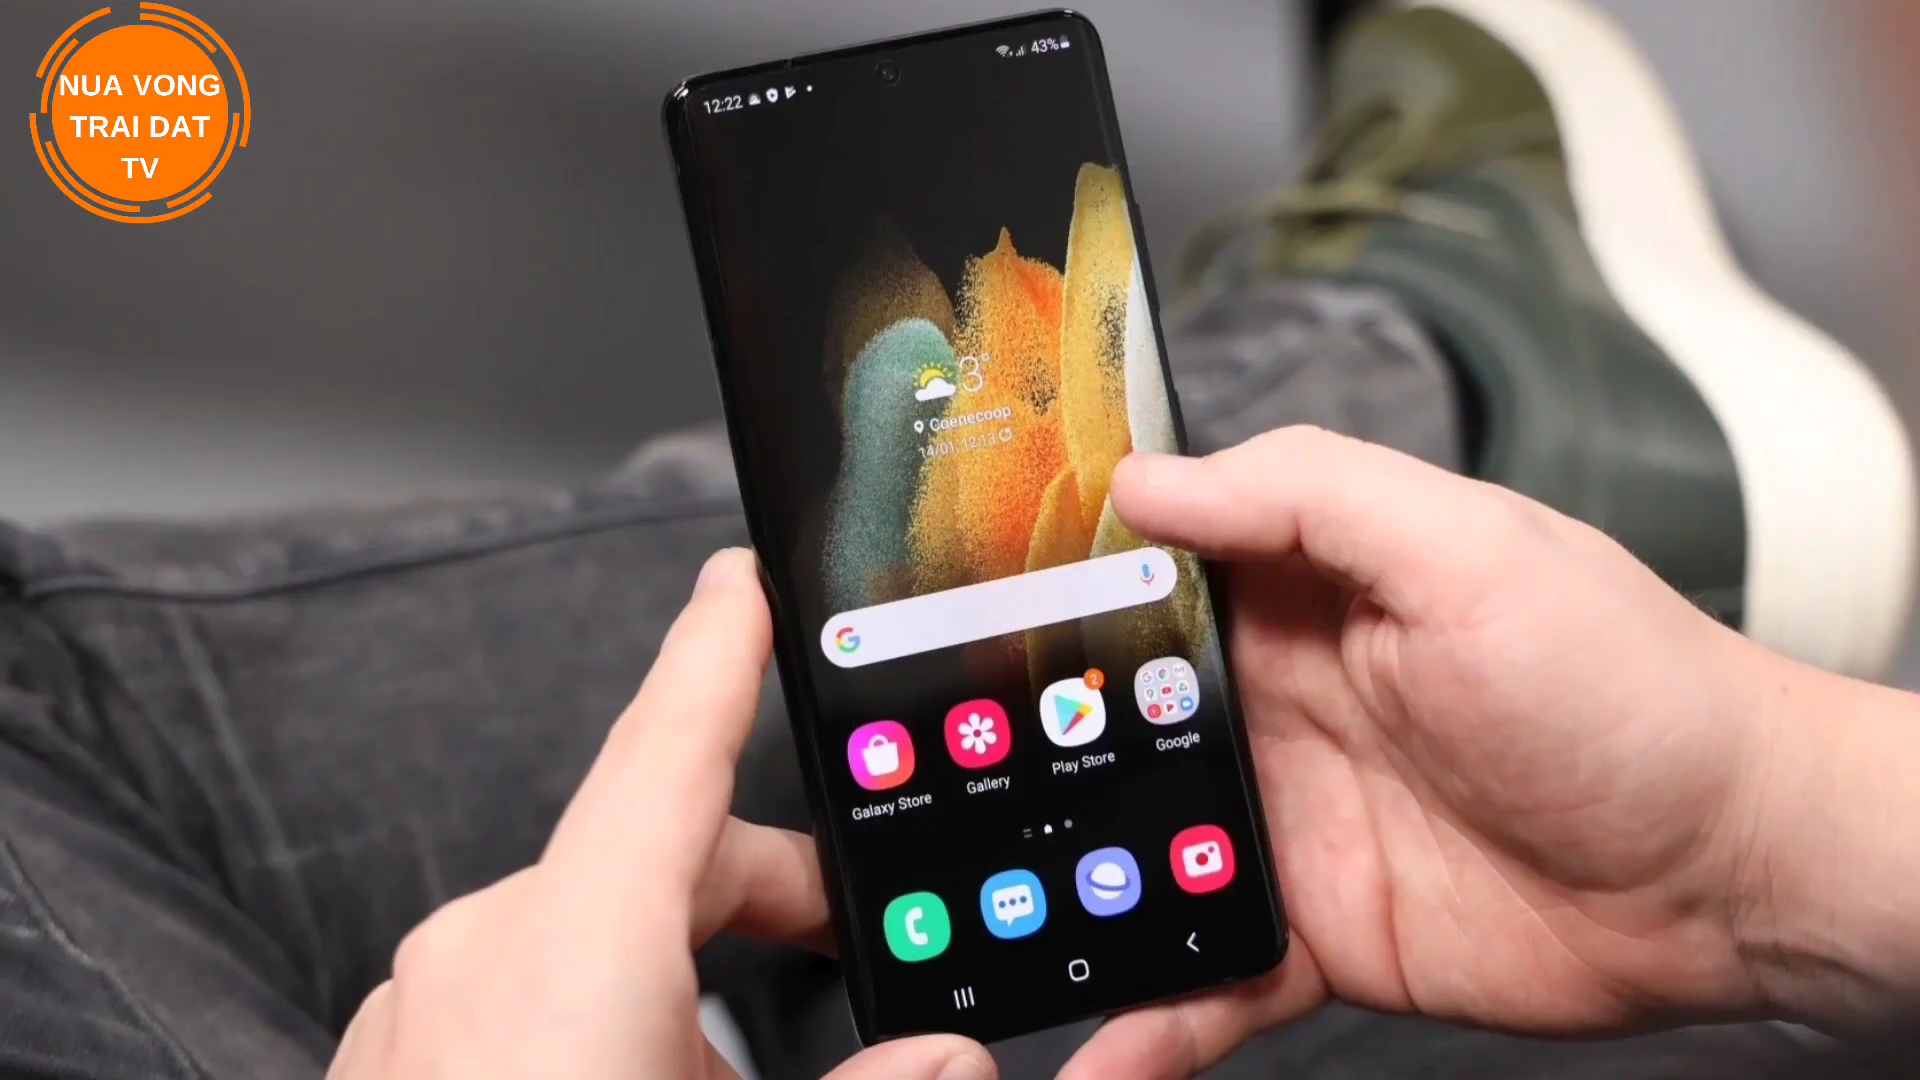 NUA VONG
TRAI DAT
TV
12:22
43%
3°
Coenecoop
14/01, 12:13
G
2
Galaxy Store
Gallery
Play Store
Google